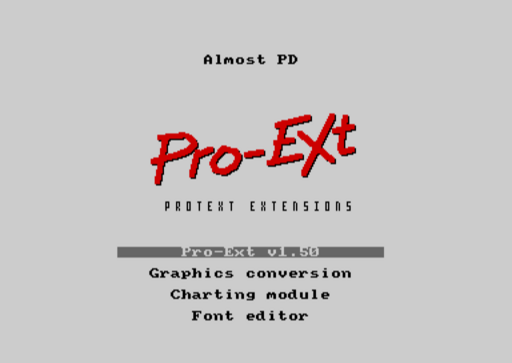 Almost PD
Pro-Ext
PROTEXT EXTENSIONS
Pro-Ext v1.50
Graphics conversion
Charting module
Font editor